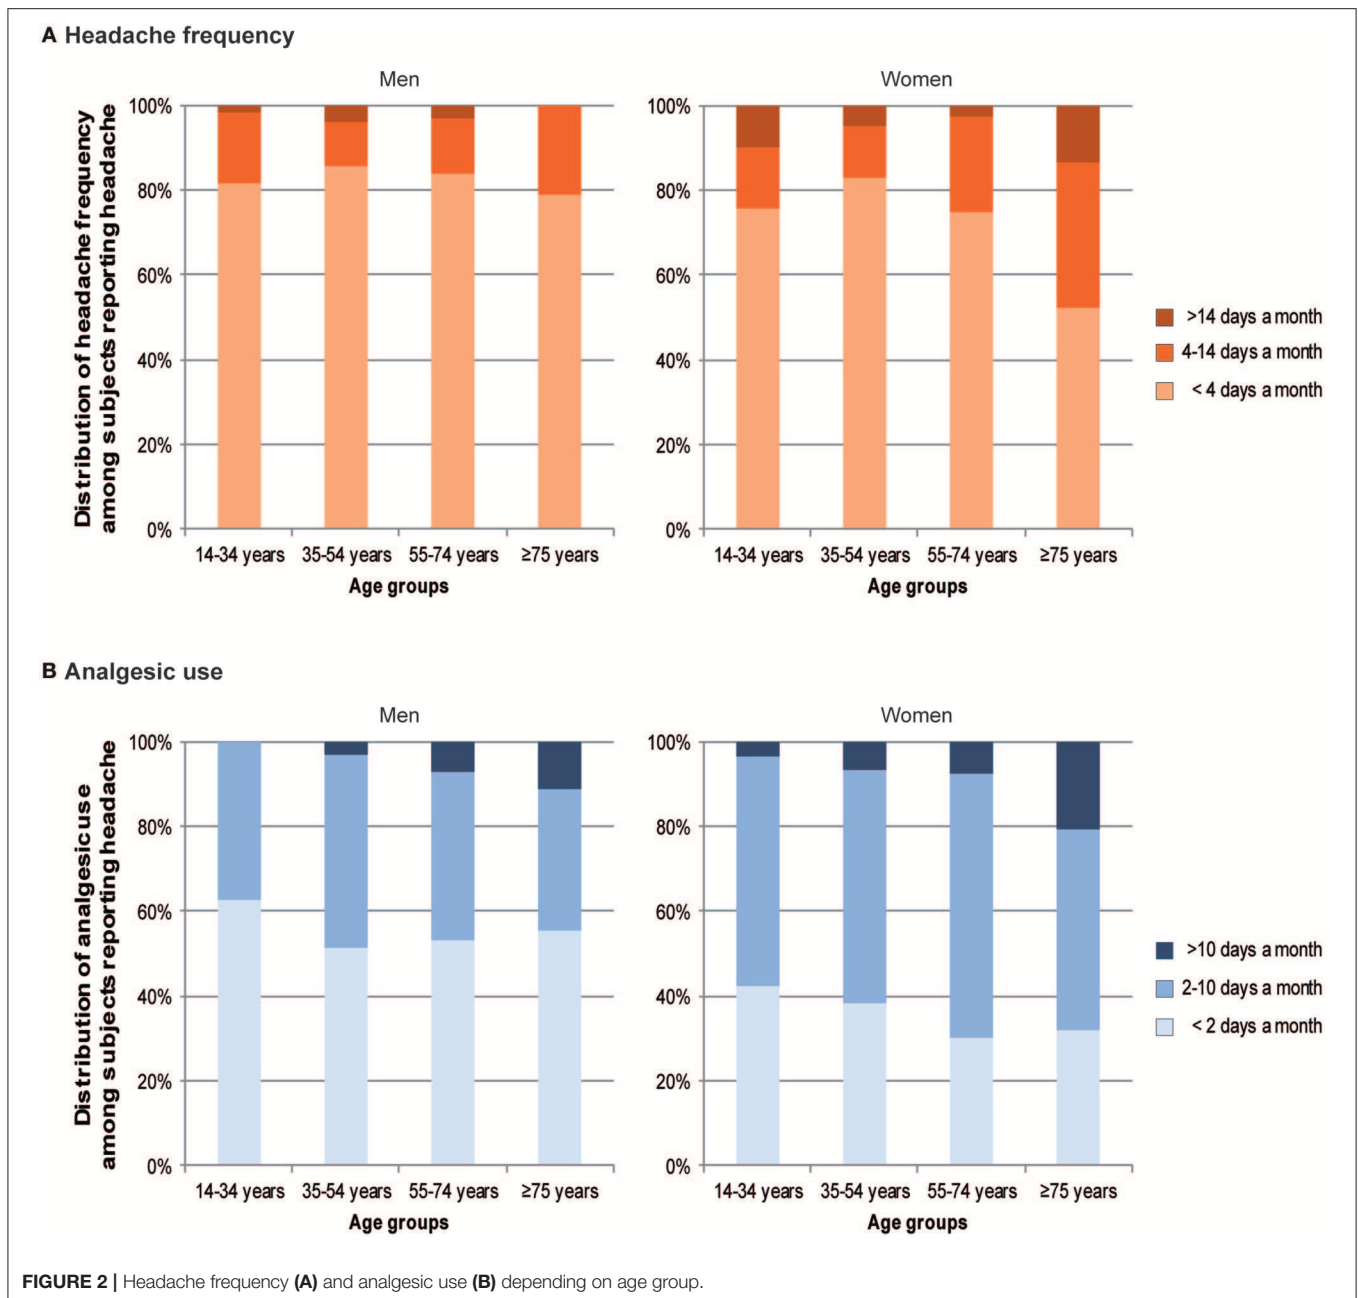 A Headache frequency
Men
Distribution of headache frequency
among subjects reporting headache
100%
80%
60%
40%
20%
0%
14-34 years 35-54 years 55-74 years ≥75 years
Age groups
Women
100%
80%
60%
40%
20%
0%
14-34 years 35-54 years 55-74 years ≥75 years
Age groups
>14 days a month
4-14 days a month
< 4 days a month
B Analgesic use
Men
Distribution of analgesic use
among subjects reporting headache
100%
80%
60%
40%
20%
0%
14-34 years 35-54 years 55-74 years ≥75 years
Age groups
Women
100%
80%
60%
40%
20%
0%
14-34 years 35-54 years 55-74 years ≥75 years
Age groups
>10 days a month
2-10 days a month
< 2 days a month
FIGURE 2 | Headache frequency (A) and analgesic use (B) depending on age group.